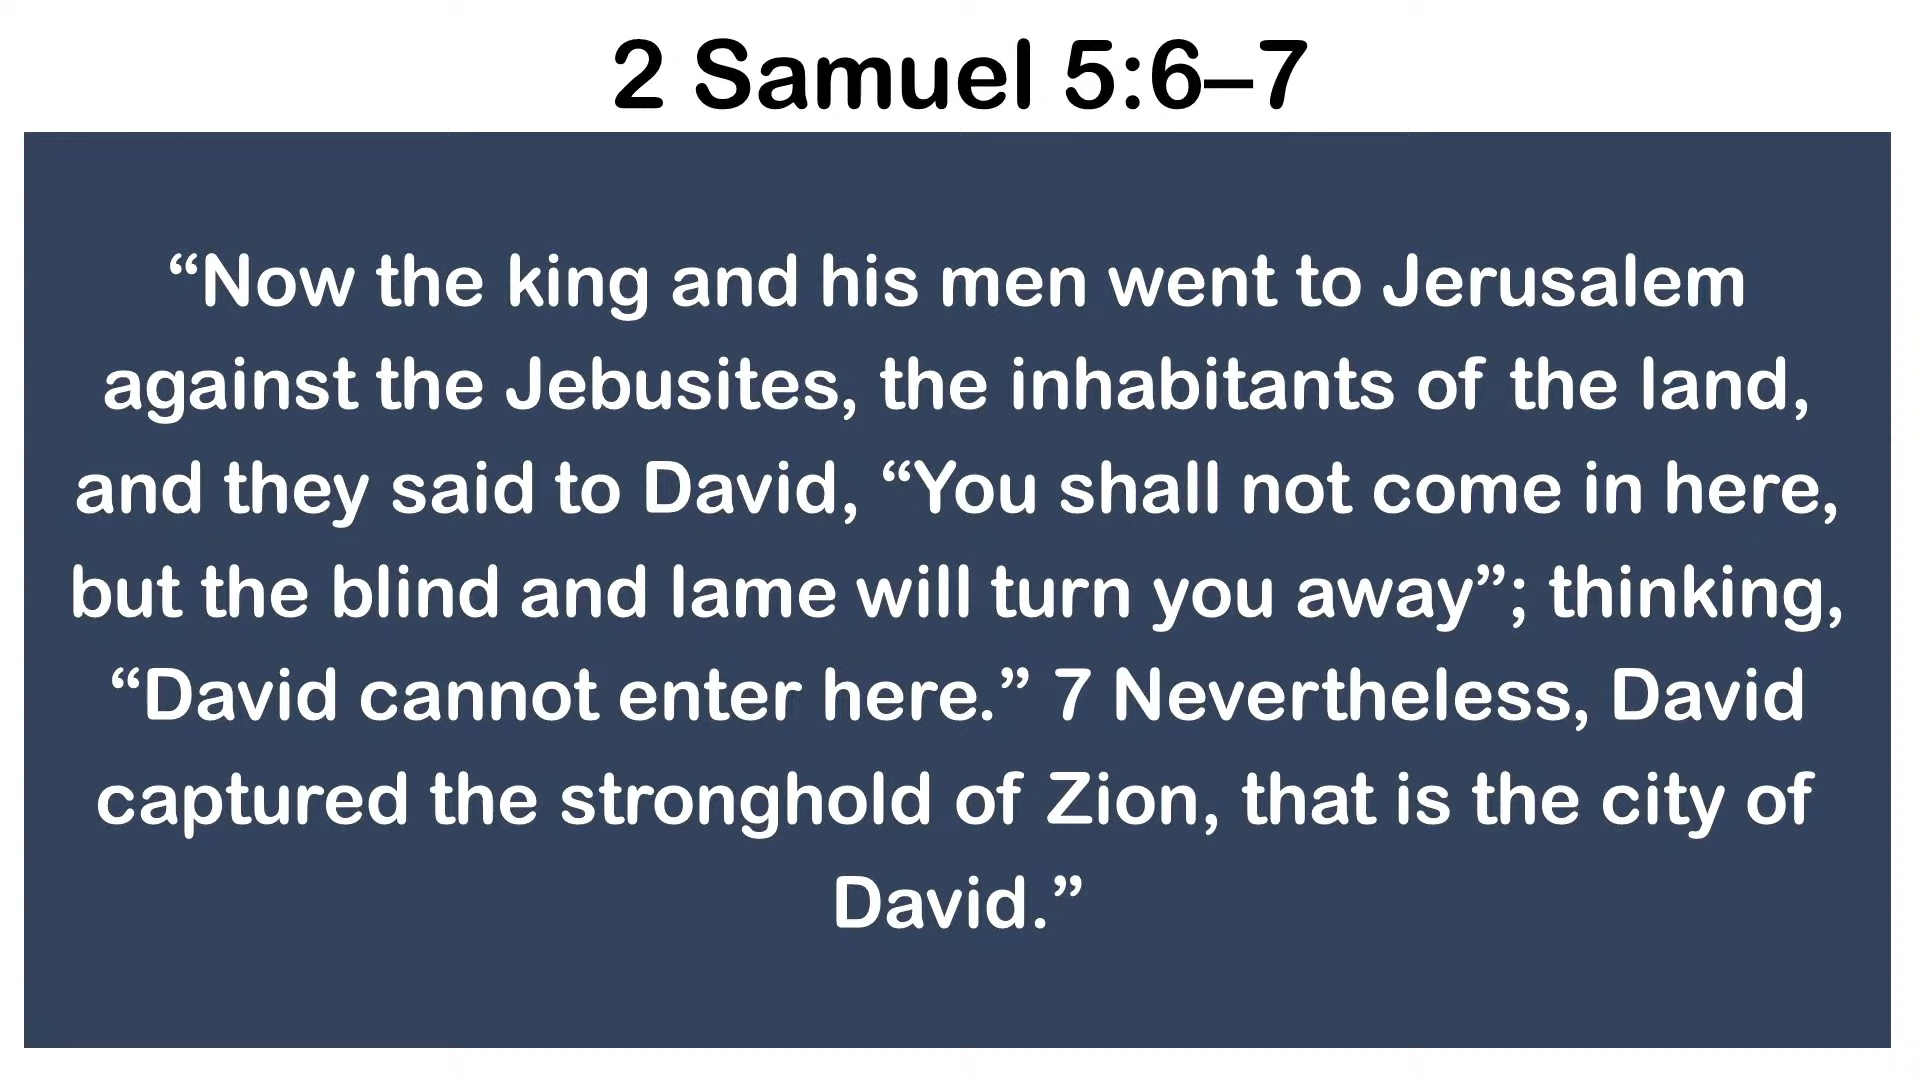 2 Samuel 5:6–7
“Now the king and his men went to Jerusalem
against the Jebusites, the inhabitants of the land,
and they said to David, “You shall not come in here,
but the blind and lame will turn you away”; thinking,
“David cannot enter here.” 7 Nevertheless, David
captured the stronghold of Zion, that is the city of
David.”